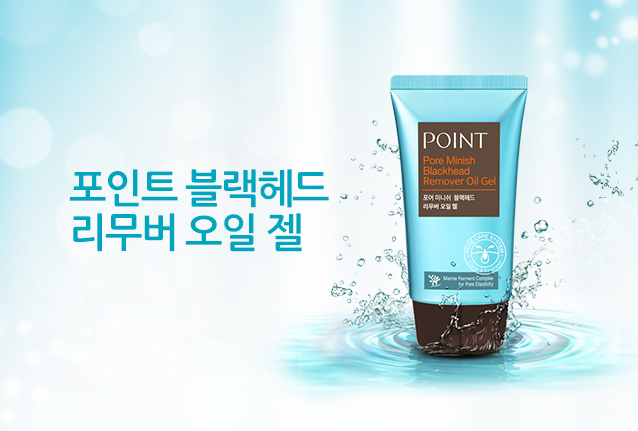 포인트 블랙헤드
리무버 오일 젤
POINT
Pore Minish
Blackhead
Remover Oil Gel
포어 미니쉬 블랙헤드
리무버 오일 젤
Marine Ferment Complex
for Pore Elasticity